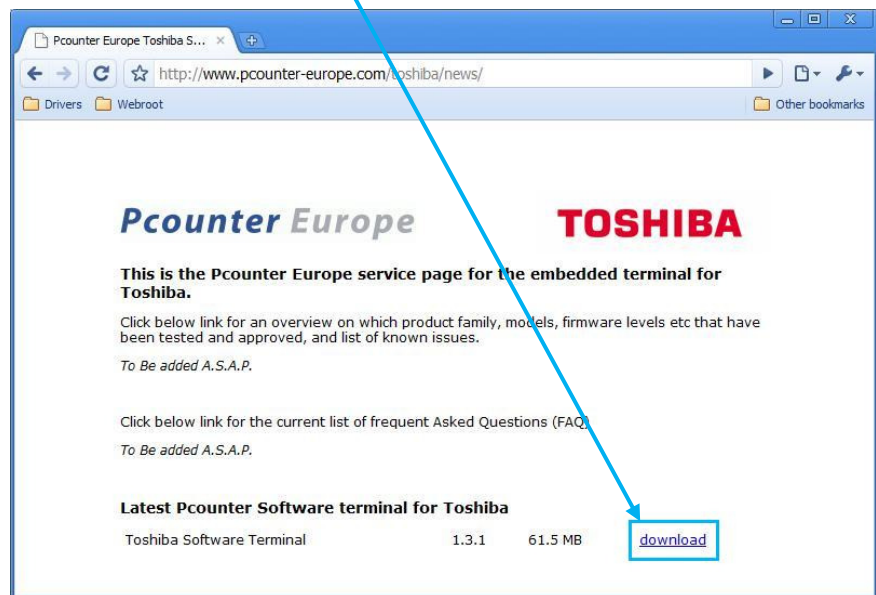 Pcounter Europe Toshiba S...
http://www.pcounter-europe.com/toshiba/news/
Drivers Webroot Other bookmarks
Pcounter Europe TOSHIBA
This is the Pcounter Europe service page for the embedded terminal for
Toshiba.
Click below link for an overview on which product family, models, firmware levels etc that have
been tested and approved, and list of known issues.
To Be added A.S.A.P.
Click below link for the current list of frequent Asked Questions (FAQ)
To Be added A.S.A.P.
Latest Pcounter Software terminal for Toshiba
Toshiba Software Terminal 1.3.1 61.5 MB download